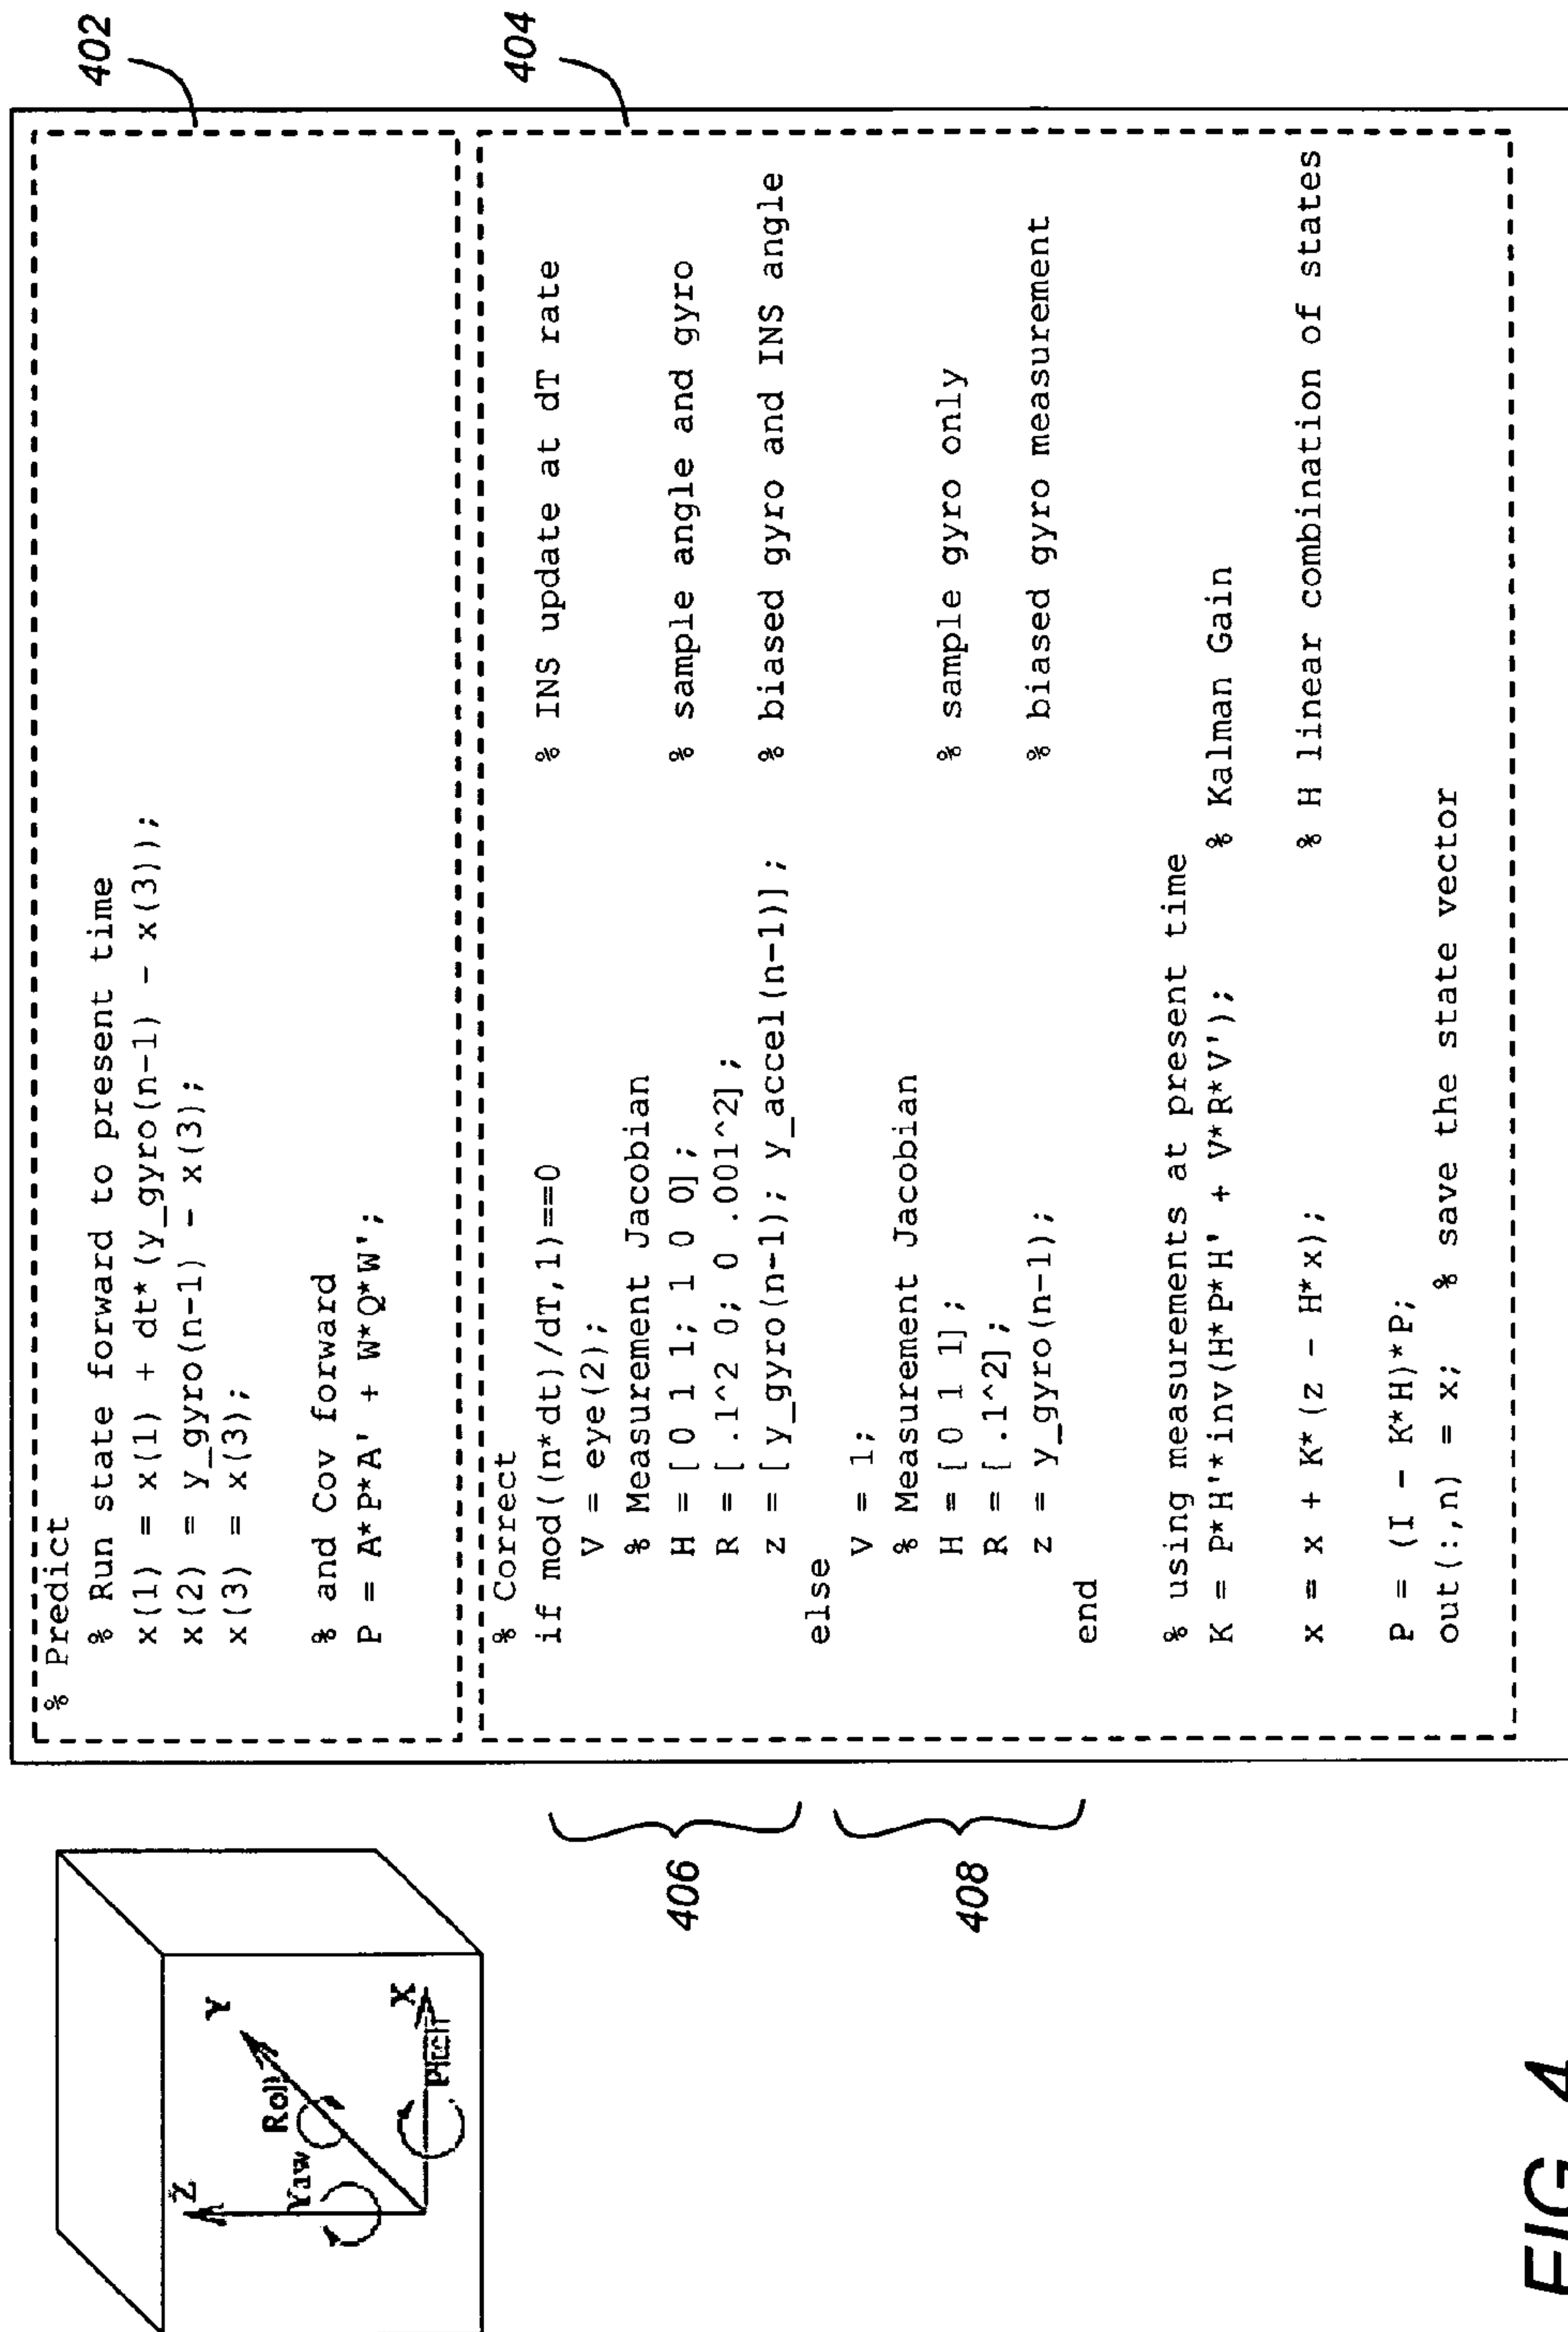 402
% Predict
% Run state forward to present time
x(1) = x(1) + dt*(y_gyro(n-1) - x(3));
x(2) = y_gyro(n-1) - x(3);
x(3) = x(3);
% and Cov forward
P = A*P*A' + W*Q*W';
404
% Correct
if mod((n*dt)/dT,1)==0 % INS update at dT rate
V = eye(2);
% Measurement Jacobian
H = [ 0 1 1; 1 0 0]; % sample angle and gyro
R = [ .1^2 0; 0 .001^2];
z = [ y_gyro(n-1); y_accel(n-1)]; % biased gyro and INS angle
else
V = 1;
% Measurement Jacobian
H = [ 0 1 1]; % sample gyro only
R = [ .1^2];
z = y_gyro(n-1); % biased gyro measurement
end
% using measurements at present time
K = P*H'*inv(H*P*H' + V*R*V'); % Kalman Gain
x = x + K*(z - H*x); % H linear combination of states
P = (I - K*H)*P;
out(:,n) = x; % save the state vector
406
408
Z
Yaw
Roll
Y
X
Pitch
FIG. 4